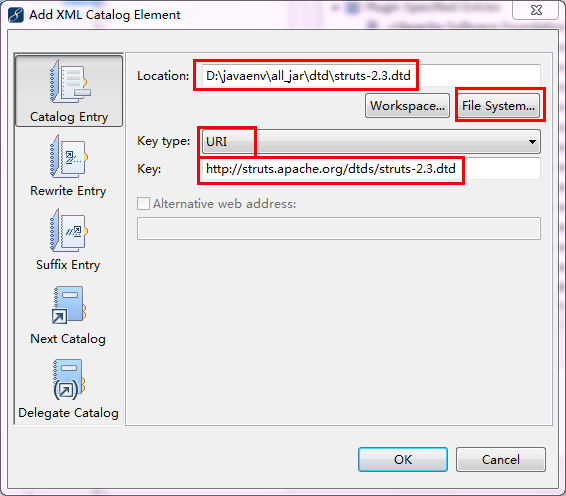 Add XML Catalog Element
Catalog Entry
Rewrite Entry
Suffix Entry
Next Catalog
Delegate Catalog
Location:
D:\javaenv\all_jar\dtd\struts-2.3.dtd
Workspace...
File System...
Key type:
URI
Key:
http://struts.apache.org/dtds/struts-2.3.dtd
Alternative web address:
OK
Cancel